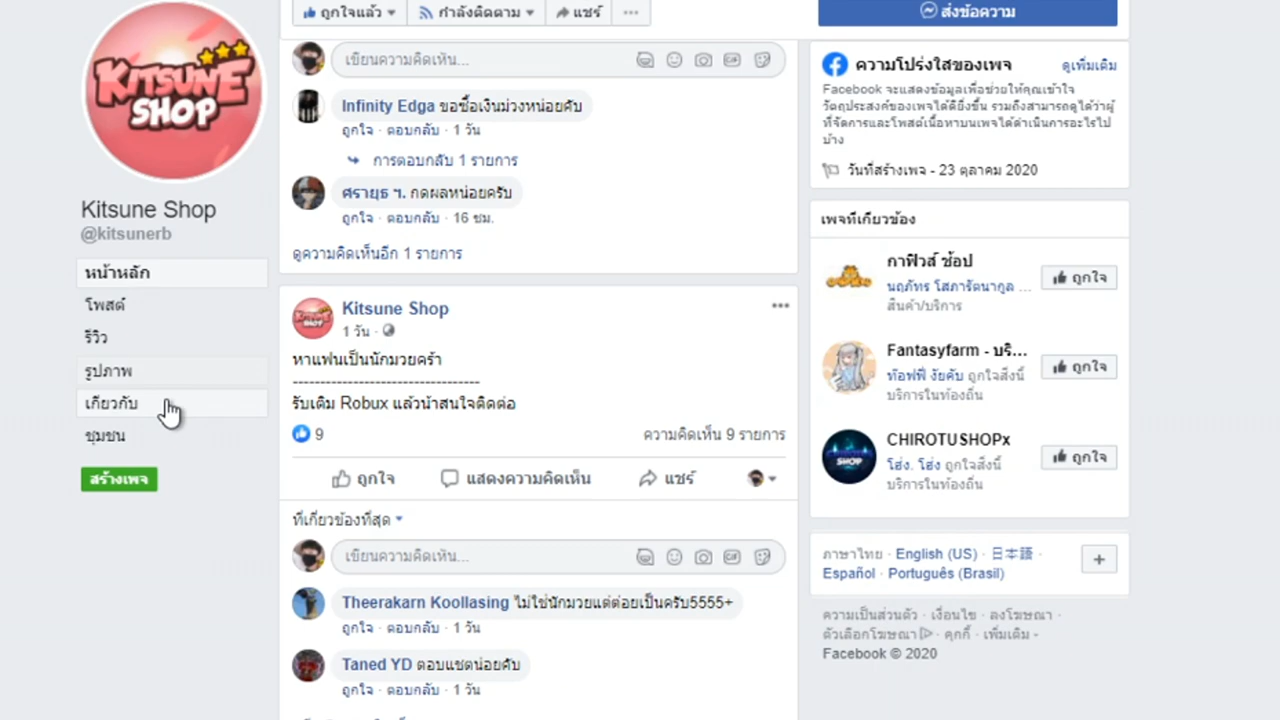 KITSUNE
SHOP
Kitsune Shop
@kitsunerb
หน้าหลัก
โพสต์
รีวิว
รูปภาพ
เกี่ยวกับ
ชุมชน
สร้างเพจ
ถูกใจแล้ว
กำลังติดตาม
แชร์
ส่งข้อความ
เขียนความคิดเห็น...
Infinity Edga ขอซื้อเงินม่วงหน่อยคับ
ถูกใจ · ตอบกลับ · 1 วัน
การตอบกลับ 1 รายการ
ศรายุธ ฯ. กดผลหน่อยครับ
ถูกใจ · ตอบกลับ · 16 ชม.
ดูความคิดเห็นอีก 1 รายการ
Kitsune Shop
1 วัน ·
หาแฟนเป็นนักมวยคร้า
----------------------------------
รับเติม Robux แล้วน้าสนใจติดต่อ
9
ความคิดเห็น 9 รายการ
ถูกใจ
แสดงความคิดเห็น
แชร์
ที่เกี่ยวข้องที่สุด
เขียนความคิดเห็น...
Theerakarn Koollasing ไม่ใช่นักมวยแต่ต่อยเป็นครับ5555+
ถูกใจ · ตอบกลับ · 1 วัน
Taned YD ตอบแชตน่อยคับ
ถูกใจ · ตอบกลับ · 1 วัน
ความโปร่งใสของเพจ
ดูเพิ่มเติม
Facebook จะแสดงข้อมูลเพื่อช่วยให้คุณเข้าใจ
วัตถุประสงค์ของเพจได้ดียิ่งขึ้น รวมถึงสามารถดูได้ว่าผู้
ที่จัดการและโพสต์เนื้อหาบนเพจได้ดำเนินการอะไรไป
บ้าง
วันที่สร้างเพจ - 23 ตุลาคม 2020
เพจที่เกี่ยวข้อง
กาฟิวส์ ช้อป
นฤภัทร โสภารัตนากูล ...
สินค้า/บริการ
ถูกใจ
Fantasyfarm - บริ...
ท๊อฟฟี่ งัยคับ ถูกใจสิ่งนี้
บริการในท้องถิ่น
ถูกใจ
CHIROTUSHOPx
โฮ่ง. โฮ่ง ถูกใจสิ่งนี้
บริการในท้องถิ่น
ถูกใจ
ภาษาไทย · English (US) · 日本語 ·
Español · Português (Brasil)
ความเป็นส่วนตัว · เงื่อนไข · ลงโฆษณา ·
ตัวเลือกโฆษณา · คุกกี้ · เพิ่มเติม
Facebook © 2020